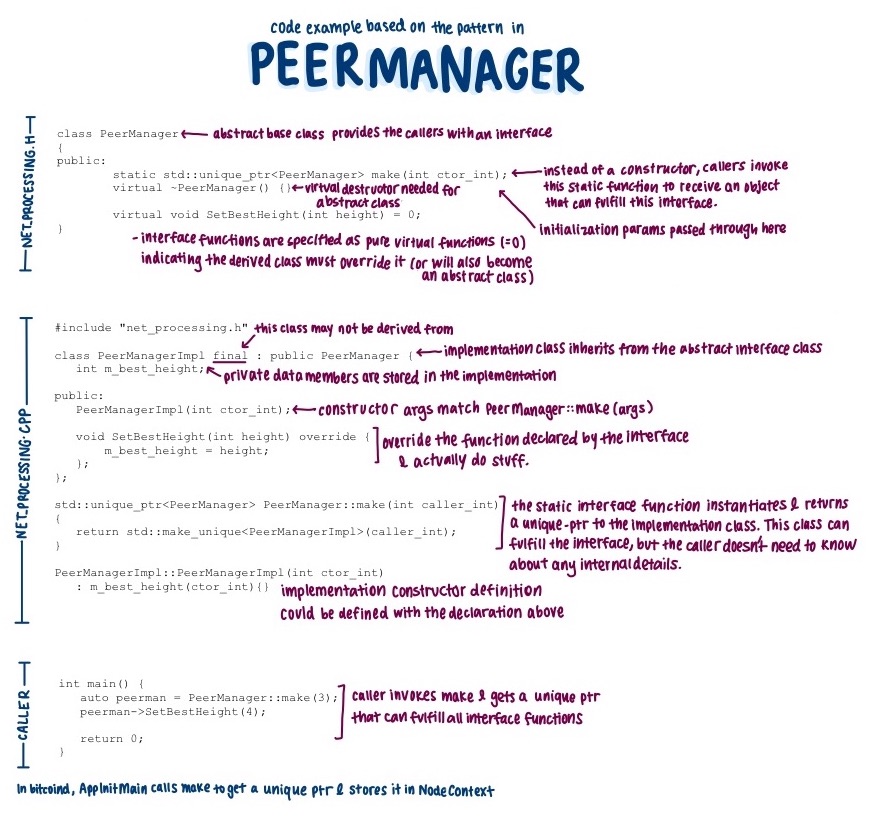 code example based on the pattern in
PEERMANAGER
NET_PROCESSING.H
class PeerManager
abstract base class provides the callers with an interface
{
public:
static std::unique_ptr<PeerManager> make(int ctor_int);
instead of a constructor, callers invoke
this static function to receive an object
that can fulfill this interface.
virtual ~PeerManager() {}
virtual destructor needed for
abstract class
virtual void SetBestHeight(int height) = 0;
initialization params passed through here
}
- interface functions are specified as pure virtual functions (=0)
indicating the derived class must override it (or will also become
an abstract class)
NET_PROCESSING.CPP
#include "net_processing.h"
this class may not be derived from
class PeerManagerImpl final : public PeerManager {
implementation class inherits from the abstract interface class
int m_best_height;
private data members are stored in the implementation
public:
PeerManagerImpl(int ctor_int);
constructor args match PeerManager::make(args)
void SetBestHeight(int height) override {
m_best_height = height;
};
override the function declared by the interface
& actually do stuff.
};
std::unique_ptr<PeerManager> PeerManager::make(int caller_int)
{
return std::make_unique<PeerManagerImpl>(caller_int);
}
the static interface function instantiates & returns
a unique-ptr to the implementation class. This class can
fulfill the interface, but the caller doesn't need to know
about any internal details.
PeerManagerImpl::PeerManagerImpl(int ctor_int)
: m_best_height(ctor_int){}
implementation constructor definition
could be defined with the declaration above
CALLER
int main() {
auto peerman = PeerManager::make(3);
peerman->SetBestHeight(4);
return 0;
}
caller invokes make & gets a unique ptr
that can fulfill all interface functions
In bitcoind, AppInitMain calls make to get a unique ptr & stores it in NodeContext